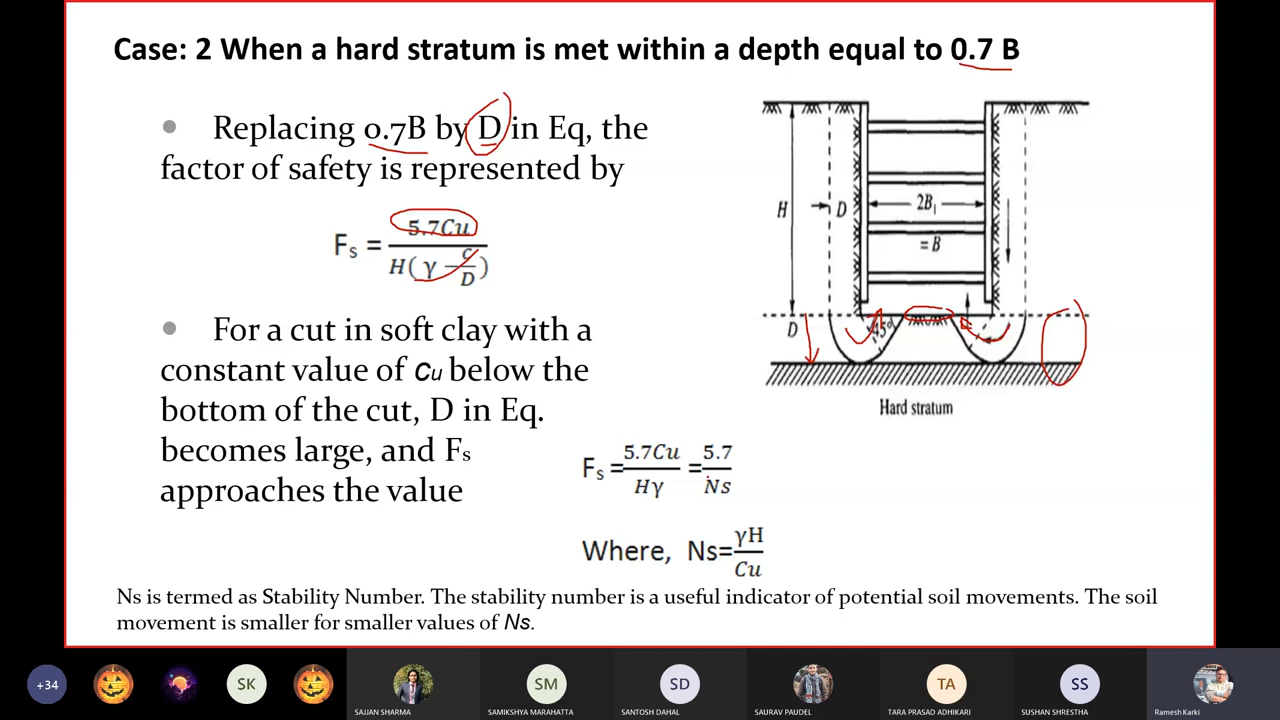 Case: 2 When a hard stratum is met within a depth equal to 0.7 B
Replacing 0.7B by D in Eq, the
factor of safety is represented by
Fs = 5.7Cu / H(γ − c/D)
For a cut in soft clay with a
constant value of cu below the
bottom of the cut, D in Eq.
becomes large, and Fs
approaches the value
Fs = 5.7Cu / Hγ = 5.7 / Ns
Where, Ns= γH / Cu
Ns is termed as Stability Number. The stability number is a useful indicator of potential soil movements. The soil
movement is smaller for smaller values of Ns.
H
D
2B₁
= B
D
45°
Hard stratum
+34
SK
SM
SD
TA
SS
SAJJAN SHARMA
SAMIKSHYA MARAHATTA
SANTOSH DAHAL
SAURAV PAUDEL
TARA PRASAD ADHIKARI
SUSHAN SHRESTHA
Ramesh Karki